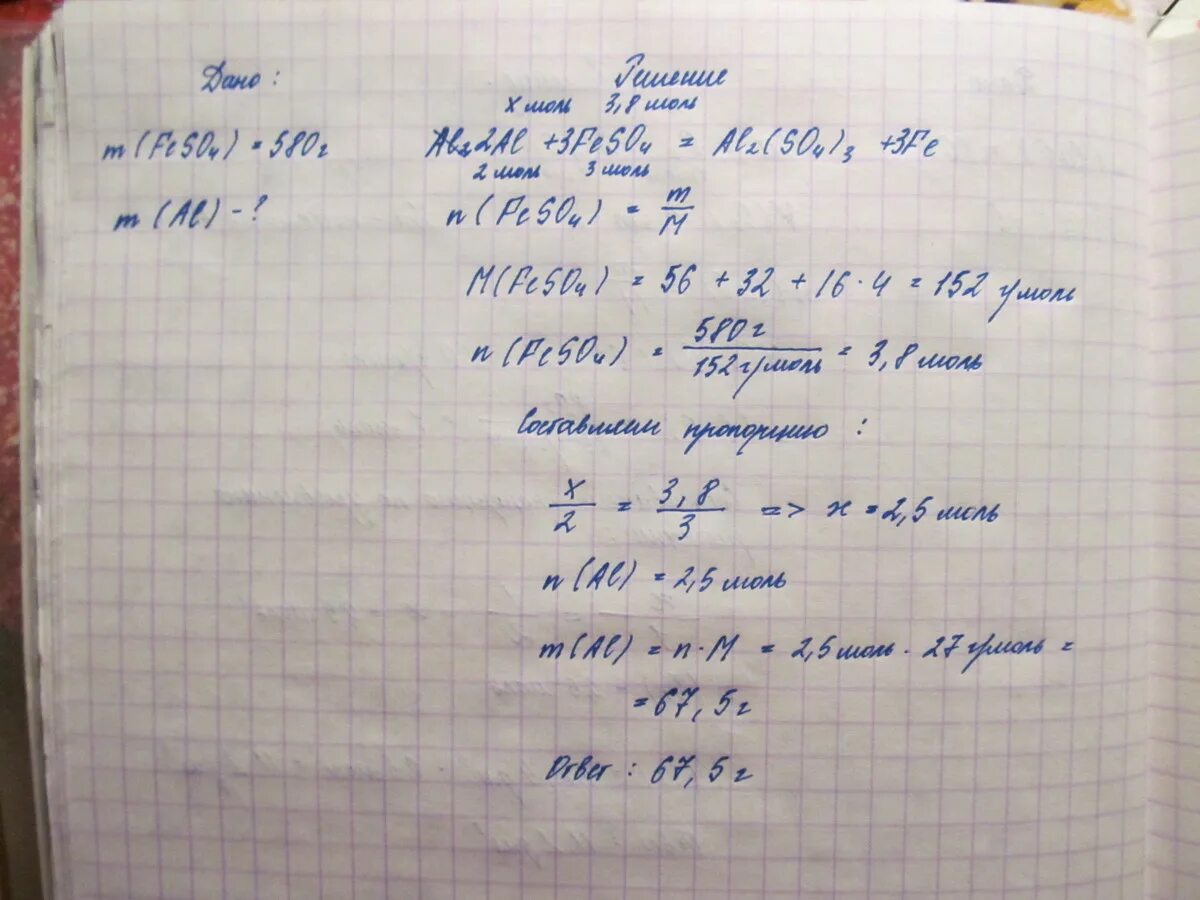 Дано :
Решение
x моль 3,8 моль
m (FeSO₄) = 580 г
Al₂ 2Al + 3FeSO₄ = Al₂(SO₄)₃ + 3Fe
2 моль 3 моль
m (Al) - ?
n (FeSO₄) = m/M
M (FeSO₄) = 56 + 32 + 16 · 4 = 152 г/моль
n (FeSO₄) = 580 г / 152 г/моль = 3,8 моль
Составляем пропорцию :
x/2 = 3,8/3 => x = 2,5 моль
n (Al) = 2,5 моль
m (Al) = n · M = 2,5 моль · 27 г/моль =
= 67,5 г
Ответ : 67,5 г